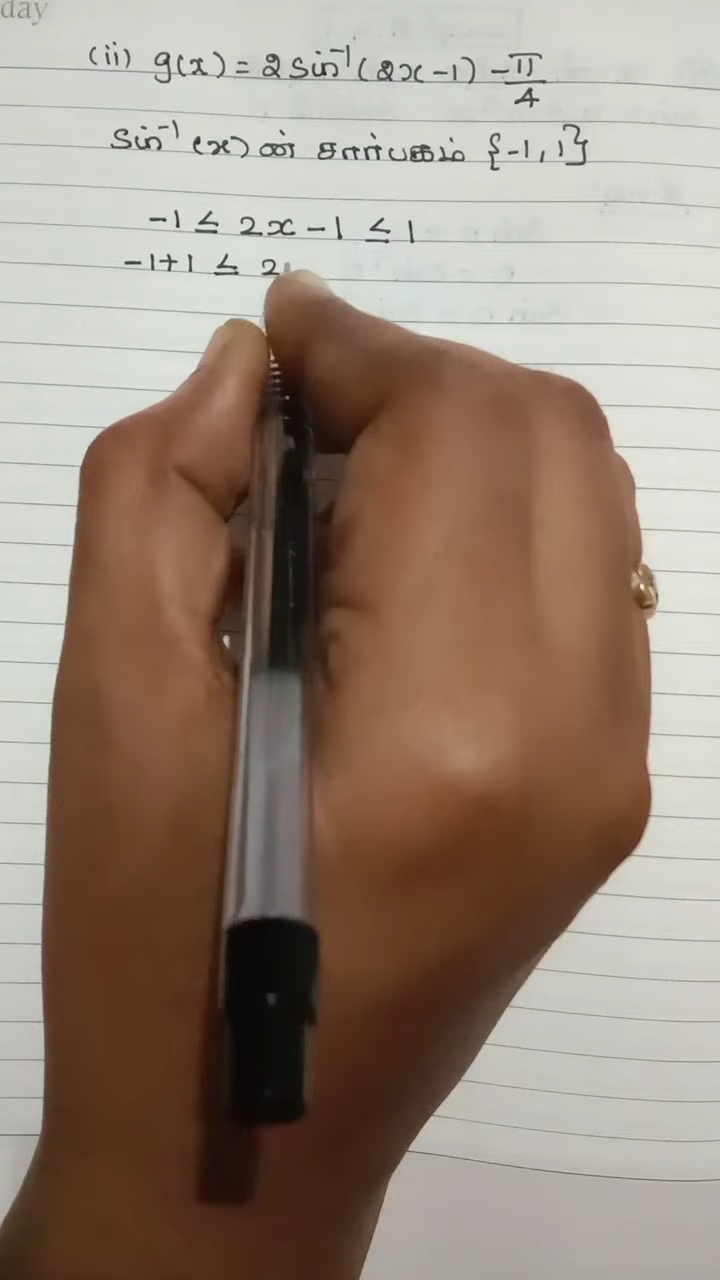 day
(ii) g(x) = 2 sin⁻¹(2x-1) - π/4
sin⁻¹(x) ன் சார்பகம் {-1, 1}
-1 ≤ 2x - 1 ≤ 1
-1+1 ≤ 2